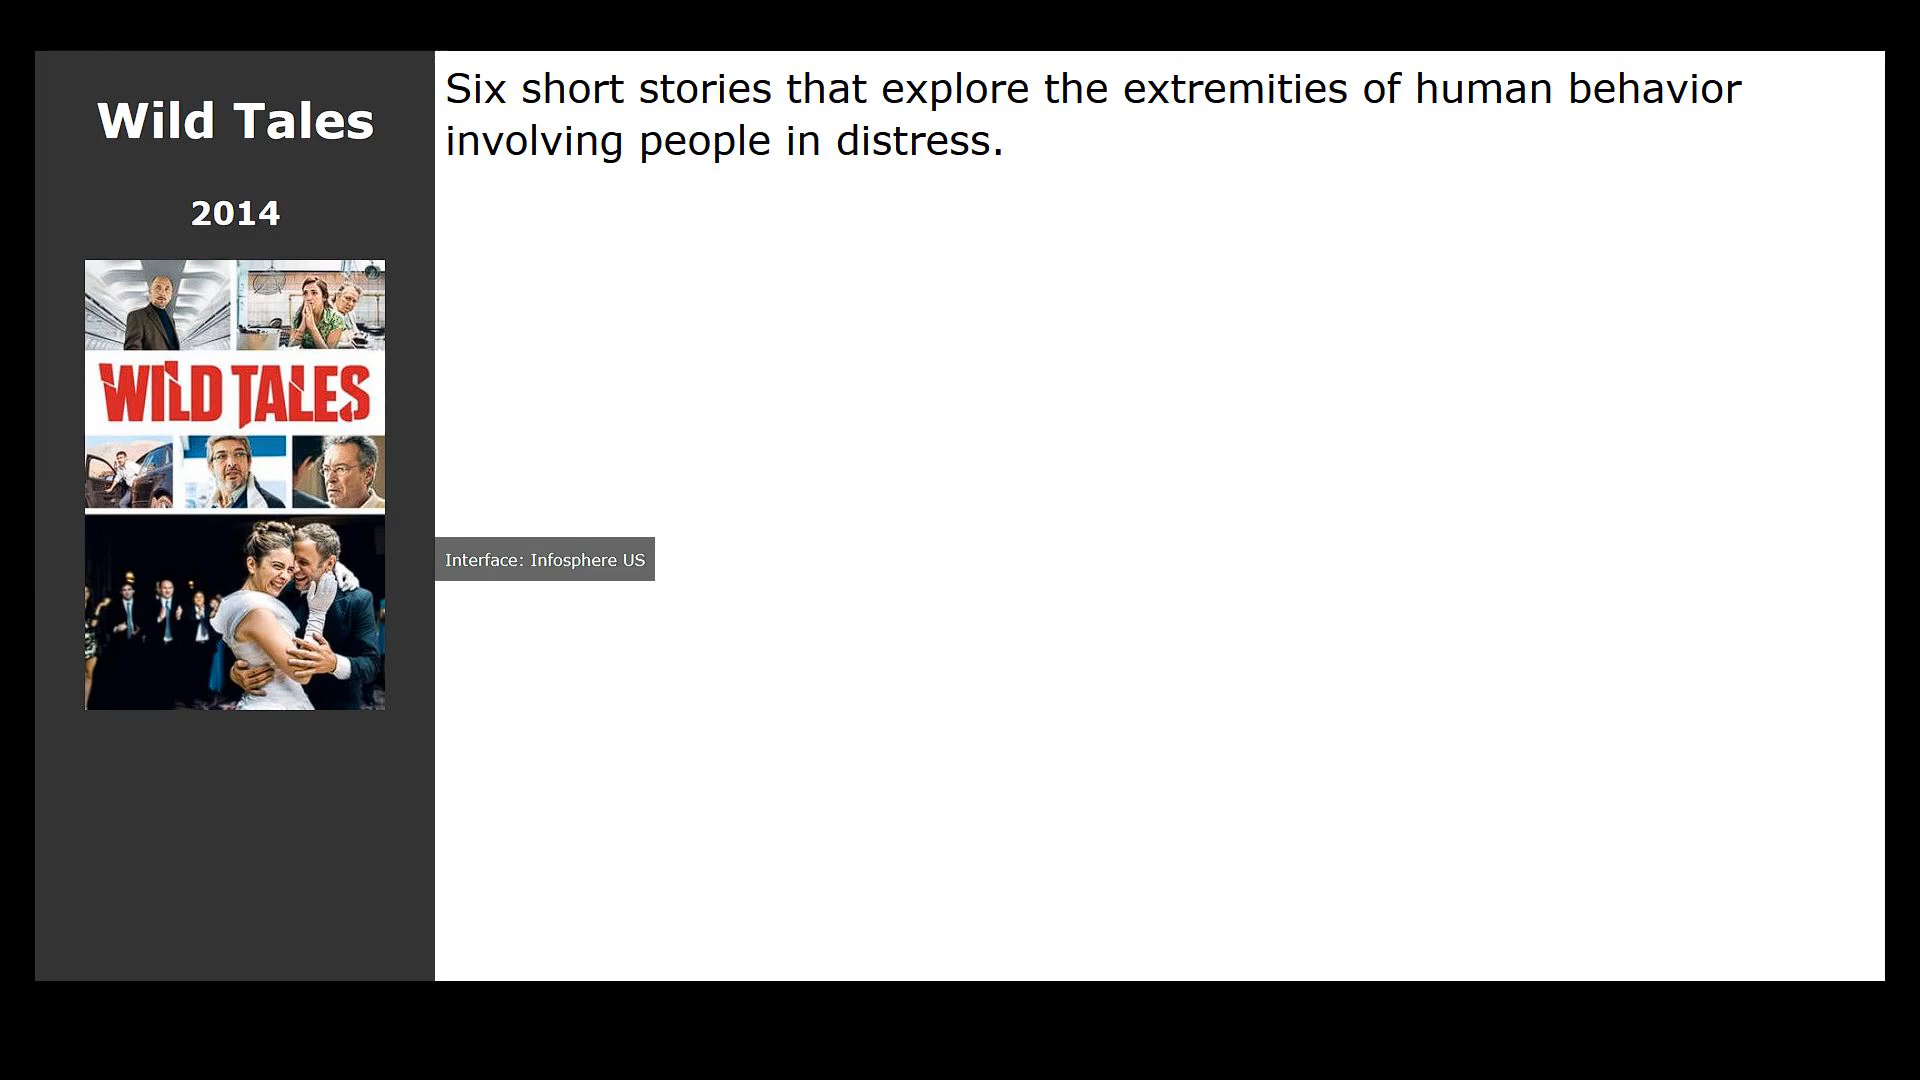 Wild Tales
2014
WILD TALES
Six short stories that explore the extremities of human behavior
involving people in distress.
Interface: Infosphere US